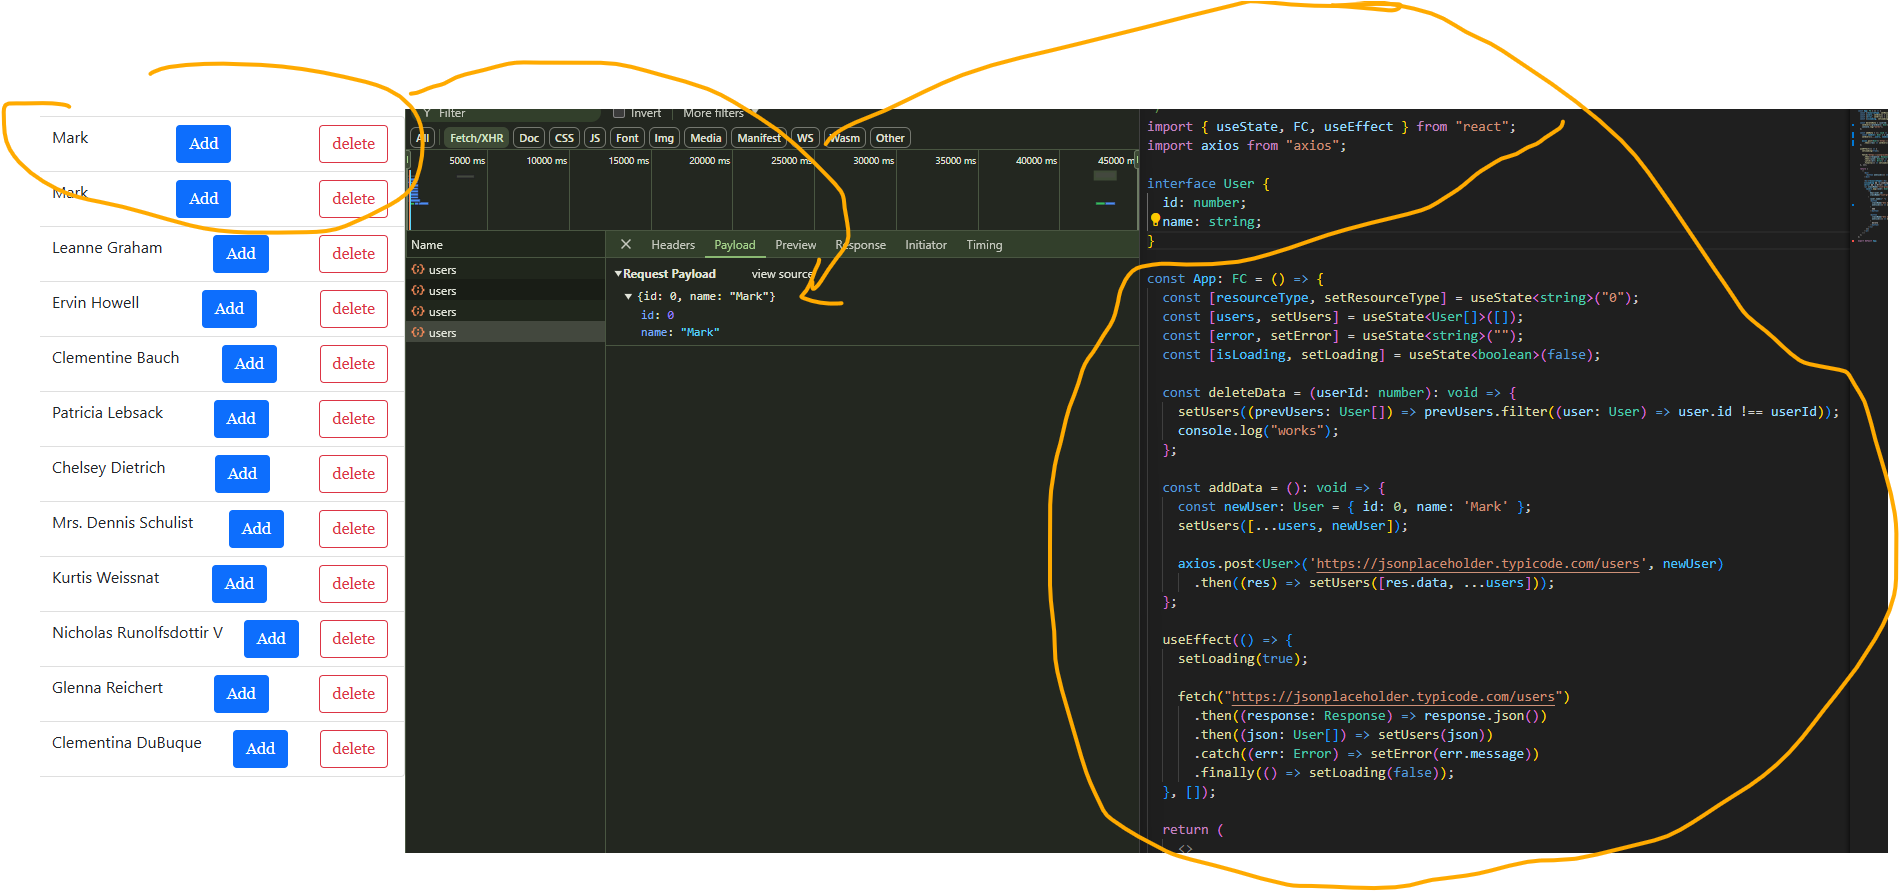 Mark Add delete
Mark Add delete
Leanne Graham Add delete
Ervin Howell Add delete
Clementine Bauch Add delete
Patricia Lebsack Add delete
Chelsey Dietrich Add delete
Mrs. Dennis Schulist Add delete
Kurtis Weissnat Add delete
Nicholas Runolfsdottir V Add delete
Glenna Reichert Add delete
Clementina DuBuque Add delete
Filter Invert More filters
All Fetch/XHR Doc CSS JS Font Img Media Manifest WS Wasm Other
5000 ms 10000 ms 15000 ms 20000 ms 25000 ms 30000 ms 35000 ms 40000 ms 45000 m
Name
users
users
users
users
Headers Payload Preview Response Initiator Timing
▼Request Payload view source
▼ {id: 0, name: "Mark"}
id: 0
name: "Mark"
import { useState, FC, useEffect } from "react";
import axios from "axios";
interface User {
id: number;
name: string;
}
const App: FC = () => {
const [resourceType, setResourceType] = useState<string>("0");
const [users, setUsers] = useState<User[]>([]);
const [error, setError] = useState<string>("");
const [isLoading, setLoading] = useState<boolean>(false);
const deleteData = (userId: number): void => {
setUsers((prevUsers: User[]) => prevUsers.filter((user: User) => user.id !== userId));
console.log("works");
};
const addData = (): void => {
const newUser: User = { id: 0, name: 'Mark' };
setUsers([...users, newUser]);
axios.post<User>('https://jsonplaceholder.typicode.com/users', newUser)
.then((res) => setUsers([res.data, ...users]));
};
useEffect(() => {
setLoading(true);
fetch("https://jsonplaceholder.typicode.com/users")
.then((response: Response) => response.json())
.then((json: User[]) => setUsers(json))
.catch((err: Error) => setError(err.message))
.finally(() => setLoading(false));
}, []);
return (
<>